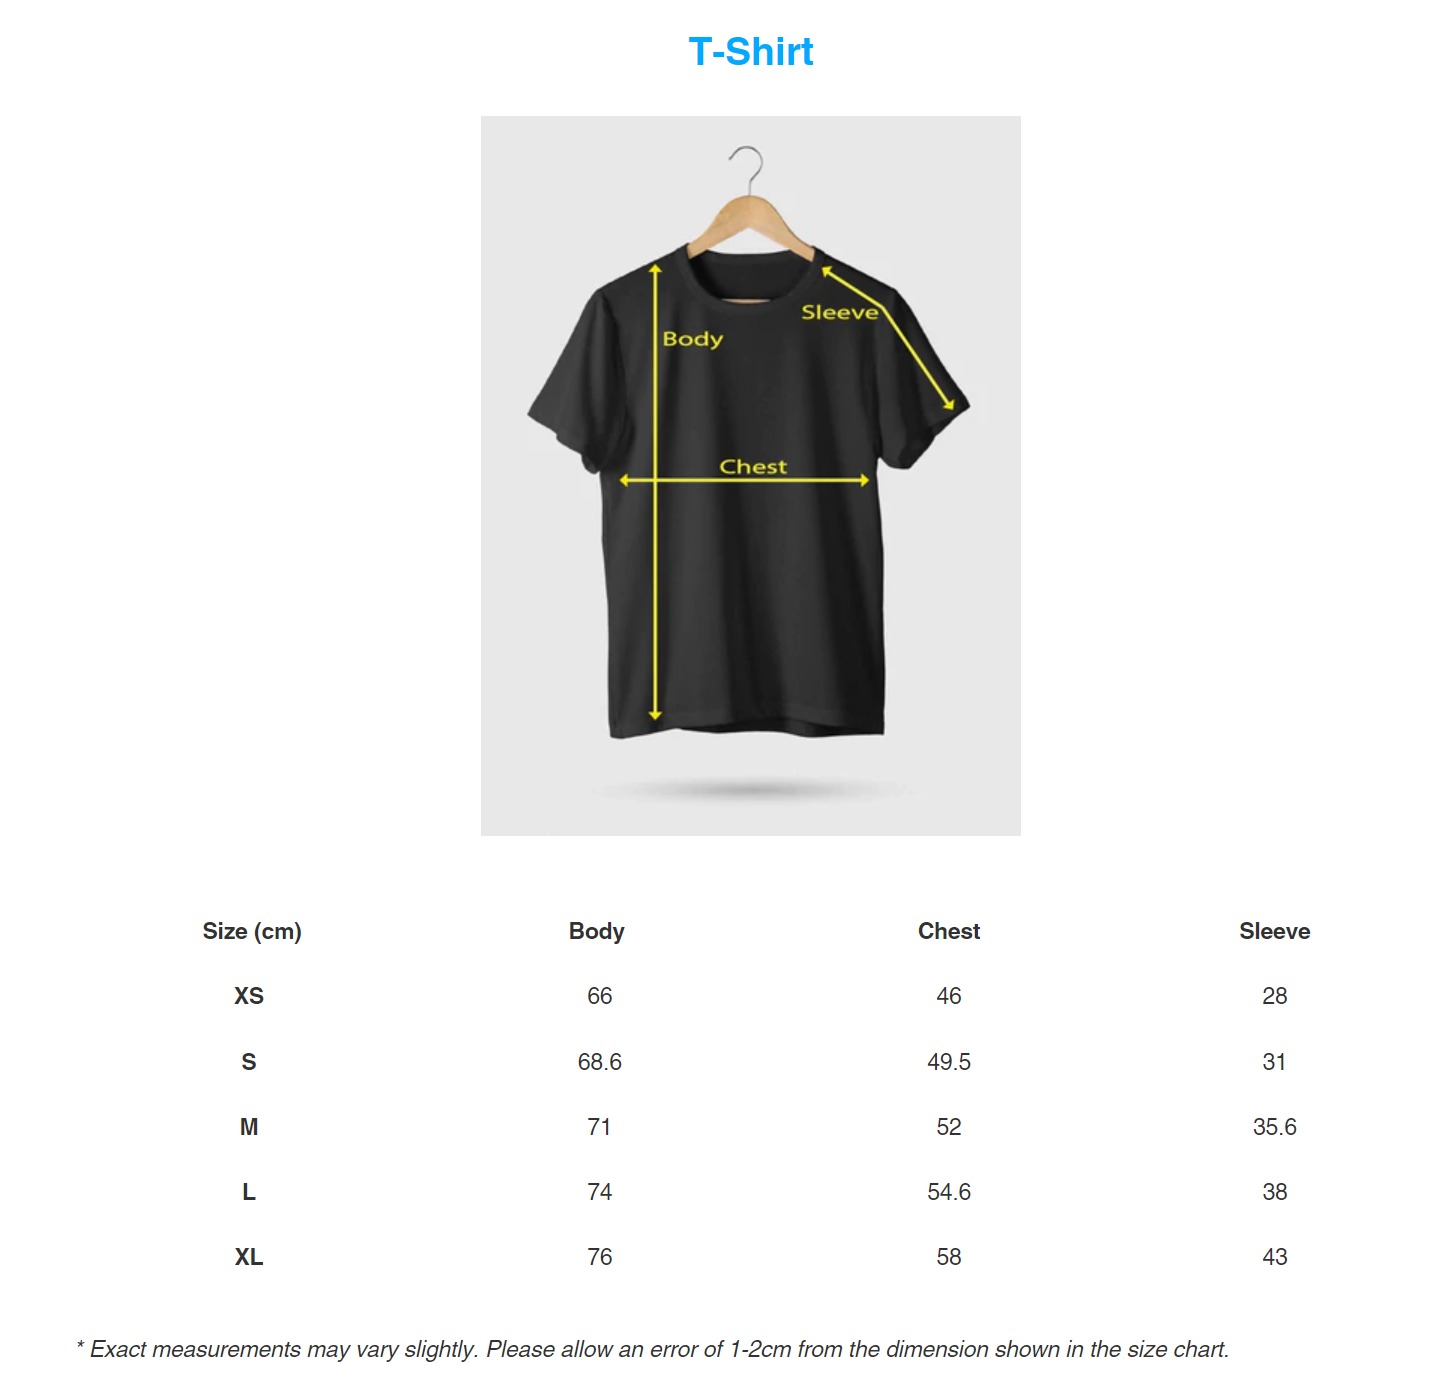 T-Shirt
Sleeve
Body
Chest
Size (cm) Body Chest Sleeve
XS 66 46 28
S 68.6 49.5 31
M 71 52 35.6
L 74 54.6 38
XL 76 58 43
* Exact measurements may vary slightly. Please allow an error of 1-2cm from the dimension shown in the size chart.